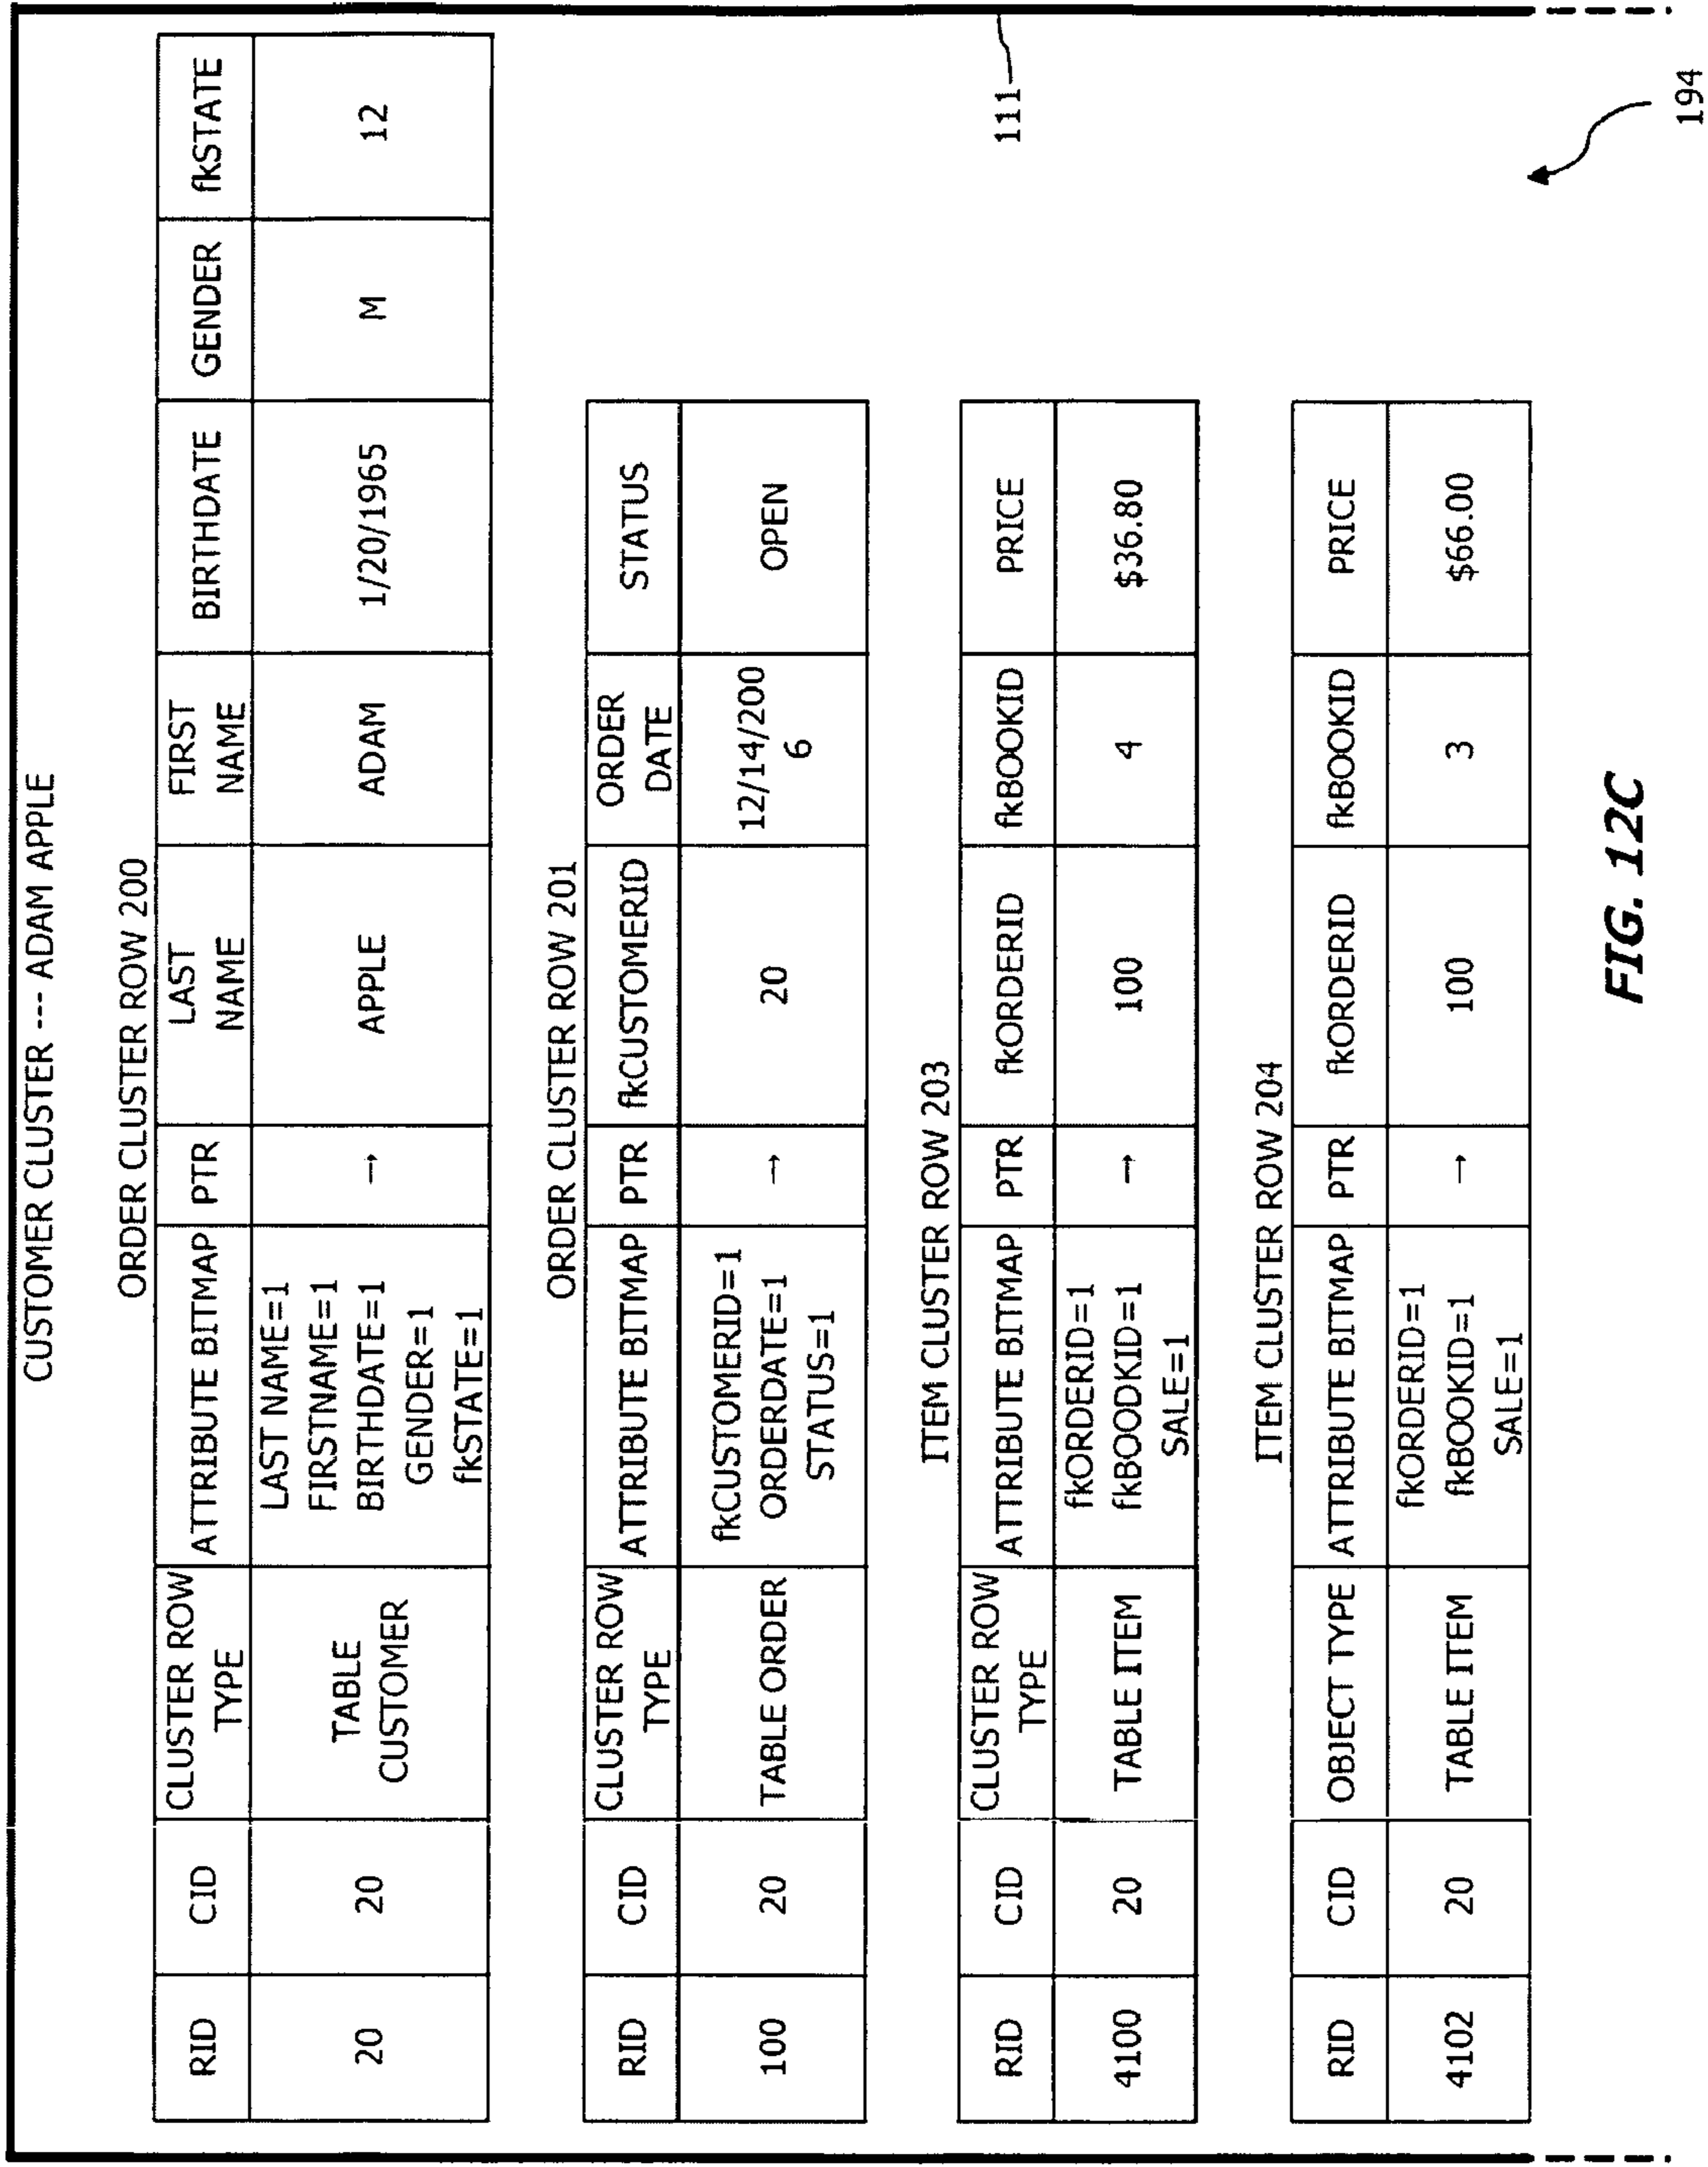 CUSTOMER CLUSTER --- ADAM APPLE
ORDER CLUSTER ROW 200
RID CID CLUSTER ROW TYPE ATTRIBUTE BITMAP PTR LAST NAME FIRST NAME BIRTHDATE GENDER fkSTATE
20 20 TABLE CUSTOMER LAST NAME=1 → APPLE ADAM 1/20/1965 M 12
FIRSTNAME=1
BIRTHDATE=1
GENDER=1
fkSTATE=1
ORDER CLUSTER ROW 201
RID CID CLUSTER ROW TYPE ATTRIBUTE BITMAP PTR fkCUSTOMERID ORDER DATE STATUS
100 20 TABLE ORDER fkCUSTOMERID=1 → 20 12/14/200 OPEN
ORDERDATE=1 6
STATUS=1
ITEM CLUSTER ROW 203
RID CID CLUSTER ROW TYPE ATTRIBUTE BITMAP PTR fkORDERID fkBOOKID PRICE
4100 20 TABLE ITEM fkORDERID=1 → 100 4 $36.80
fkBOODKID=1
SALE=1
ITEM CLUSTER ROW 204
RID CID OBJECT TYPE ATTRIBUTE BITMAP PTR fkORDERID fkBOOKID PRICE
4102 20 TABLE ITEM fkORDERID=1 → 100 3 $66.00
fkBOOKID=1
SALE=1
111
194
FIG. 12C